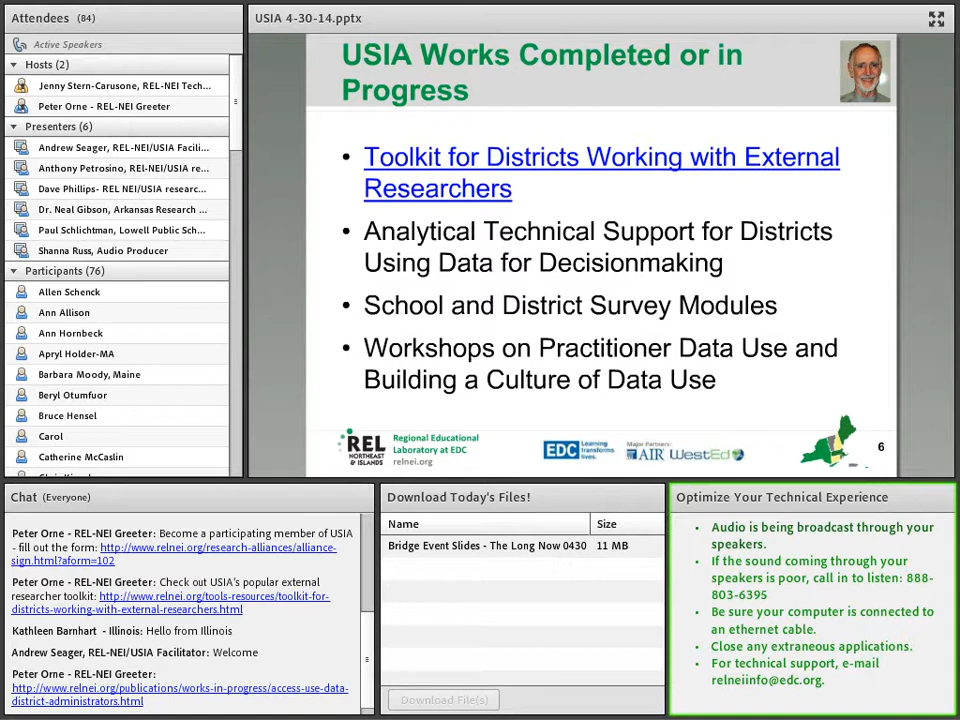 Attendees (84)
Active Speakers
Hosts (2)
Jenny Stern-Carusone, REL-NEI Tech...
Peter Orne - REL-NEI Greeter
Presenters (6)
Andrew Seager, REL-NEI/USIA Facili...
Anthony Petrosino, REl-NEI/USIA re...
Dave Phillips- REL NEI/USIA researc...
Dr. Neal Gibson, Arkansas Research ...
Paul Schlichtman, Lowell Public Sch...
Shanna Russ, Audio Producer
Participants (76)
Allen Schenck
Ann Allison
Ann Hornbeck
Apryl Holder-MA
Barbara Moody, Maine
Beryl Otumfuor
Bruce Hensel
Carol
Catherine McCaslin
USIA 4-30-14.pptx
USIA Works Completed or in
Progress
• Toolkit for Districts Working with External
Researchers
• Analytical Technical Support for Districts
Using Data for Decisionmaking
• School and District Survey Modules
• Workshops on Practitioner Data Use and
Building a Culture of Data Use
REL
NORTHEAST
& ISLANDS
Regional Educational
Laboratory at EDC
relnei.org
EDC Learning
transforms
lives.
Major Partners:
AIR WestEd
6
Chat (Everyone)
Peter Orne - REL-NEI Greeter: Become a participating member of USIA
- fill out the form: http://www.relnei.org/research-alliances/alliance-
sign.html?aform=102
Peter Orne - REL-NEI Greeter: Check out USIA's popular external
researcher toolkit: http://www.relnei.org/tools-resources/toolkit-for-
districts-working-with-external-researchers.html
Kathleen Barnhart - Illinois: Hello from Illinois
Andrew Seager, REL-NEI/USIA Facilitator: Welcome
Peter Orne - REL-NEI Greeter:
http://www.relnei.org/publications/works-in-progress/access-use-data-
district-administrators.html
Download Today's Files!
Name Size
Bridge Event Slides - The Long Now 0430 11 MB
Download File(s)
Optimize Your Technical Experience
• Audio is being broadcast through your
speakers.
• If the sound coming through your
speakers is poor, call in to listen: 888-
803-6395
• Be sure your computer is connected to
an ethernet cable.
• Close any extraneous applications.
• For technical support, e-mail
relneiinfo@edc.org.